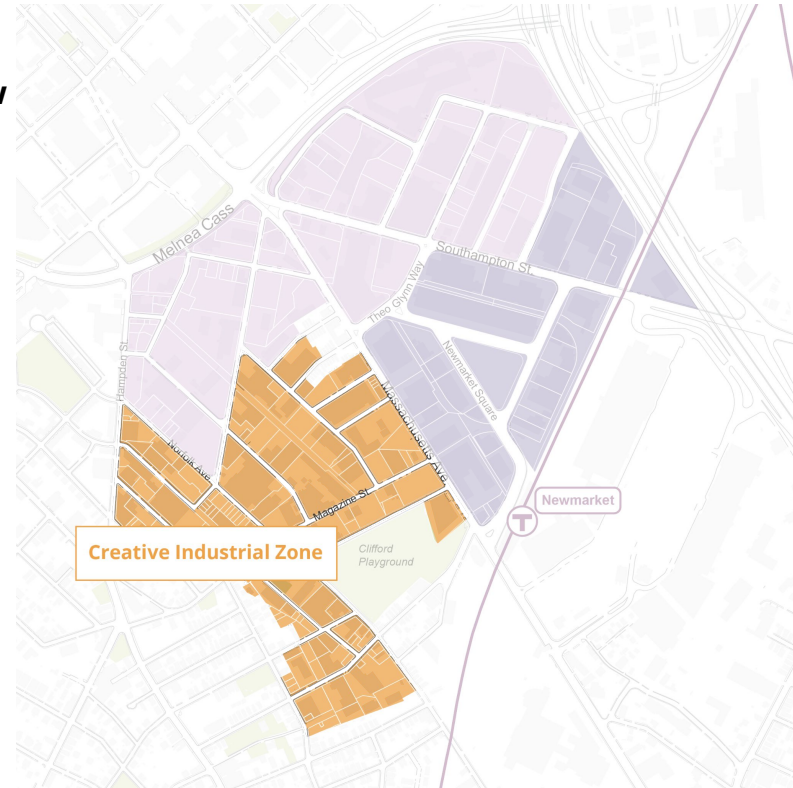 Melnea Cass
Southampton St.
Theo Glynn Way
Newmarket Square
Hampden St.
Massachusetts Ave
Norfolk Ave
Magazine St.
Newmarket
T
Creative Industrial Zone
Clifford
Playground